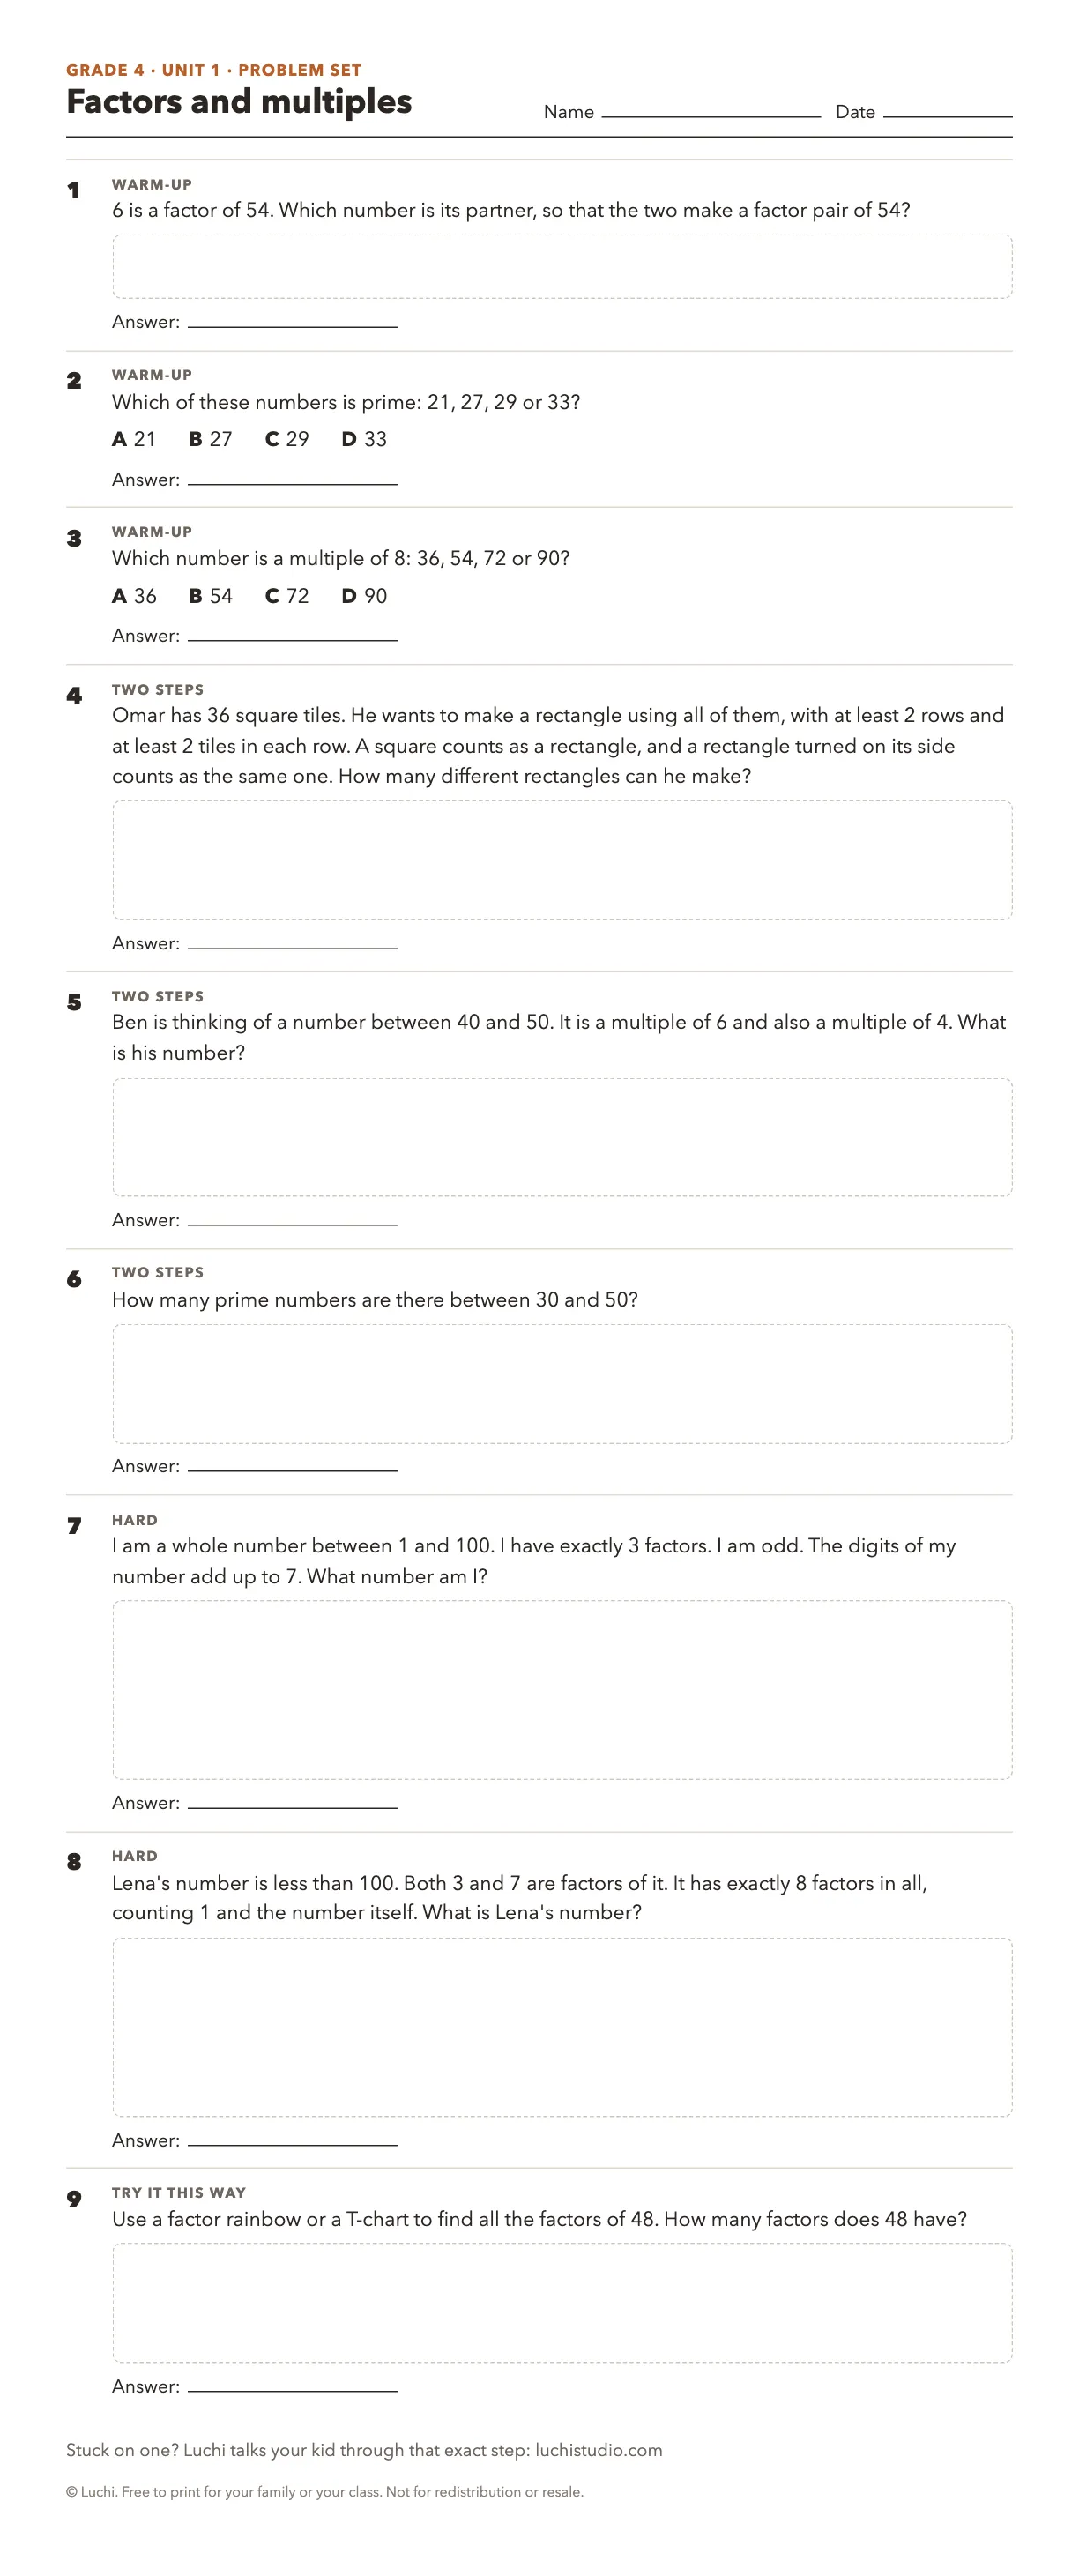 GRADE 4 · UNIT 1 · PROBLEM SET
Factors and multiples
Name Date
1
WARM-UP
6 is a factor of 54. Which number is its partner, so that the two make a factor pair of 54?
Answer:
2
WARM-UP
Which of these numbers is prime: 21, 27, 29 or 33?
A 21 B 27 C 29 D 33
Answer:
3
WARM-UP
Which number is a multiple of 8: 36, 54, 72 or 90?
A 36 B 54 C 72 D 90
Answer:
4
TWO STEPS
Omar has 36 square tiles. He wants to make a rectangle using all of them, with at least 2 rows and
at least 2 tiles in each row. A square counts as a rectangle, and a rectangle turned on its side
counts as the same one. How many different rectangles can he make?
Answer:
5
TWO STEPS
Ben is thinking of a number between 40 and 50. It is a multiple of 6 and also a multiple of 4. What
is his number?
Answer:
6
TWO STEPS
How many prime numbers are there between 30 and 50?
Answer:
7
HARD
I am a whole number between 1 and 100. I have exactly 3 factors. I am odd. The digits of my
number add up to 7. What number am I?
Answer:
8
HARD
Lena's number is less than 100. Both 3 and 7 are factors of it. It has exactly 8 factors in all,
counting 1 and the number itself. What is Lena's number?
Answer:
9
TRY IT THIS WAY
Use a factor rainbow or a T-chart to find all the factors of 48. How many factors does 48 have?
Answer:
Stuck on one? Luchi talks your kid through that exact step: luchistudio.com
© Luchi. Free to print for your family or your class. Not for redistribution or resale.